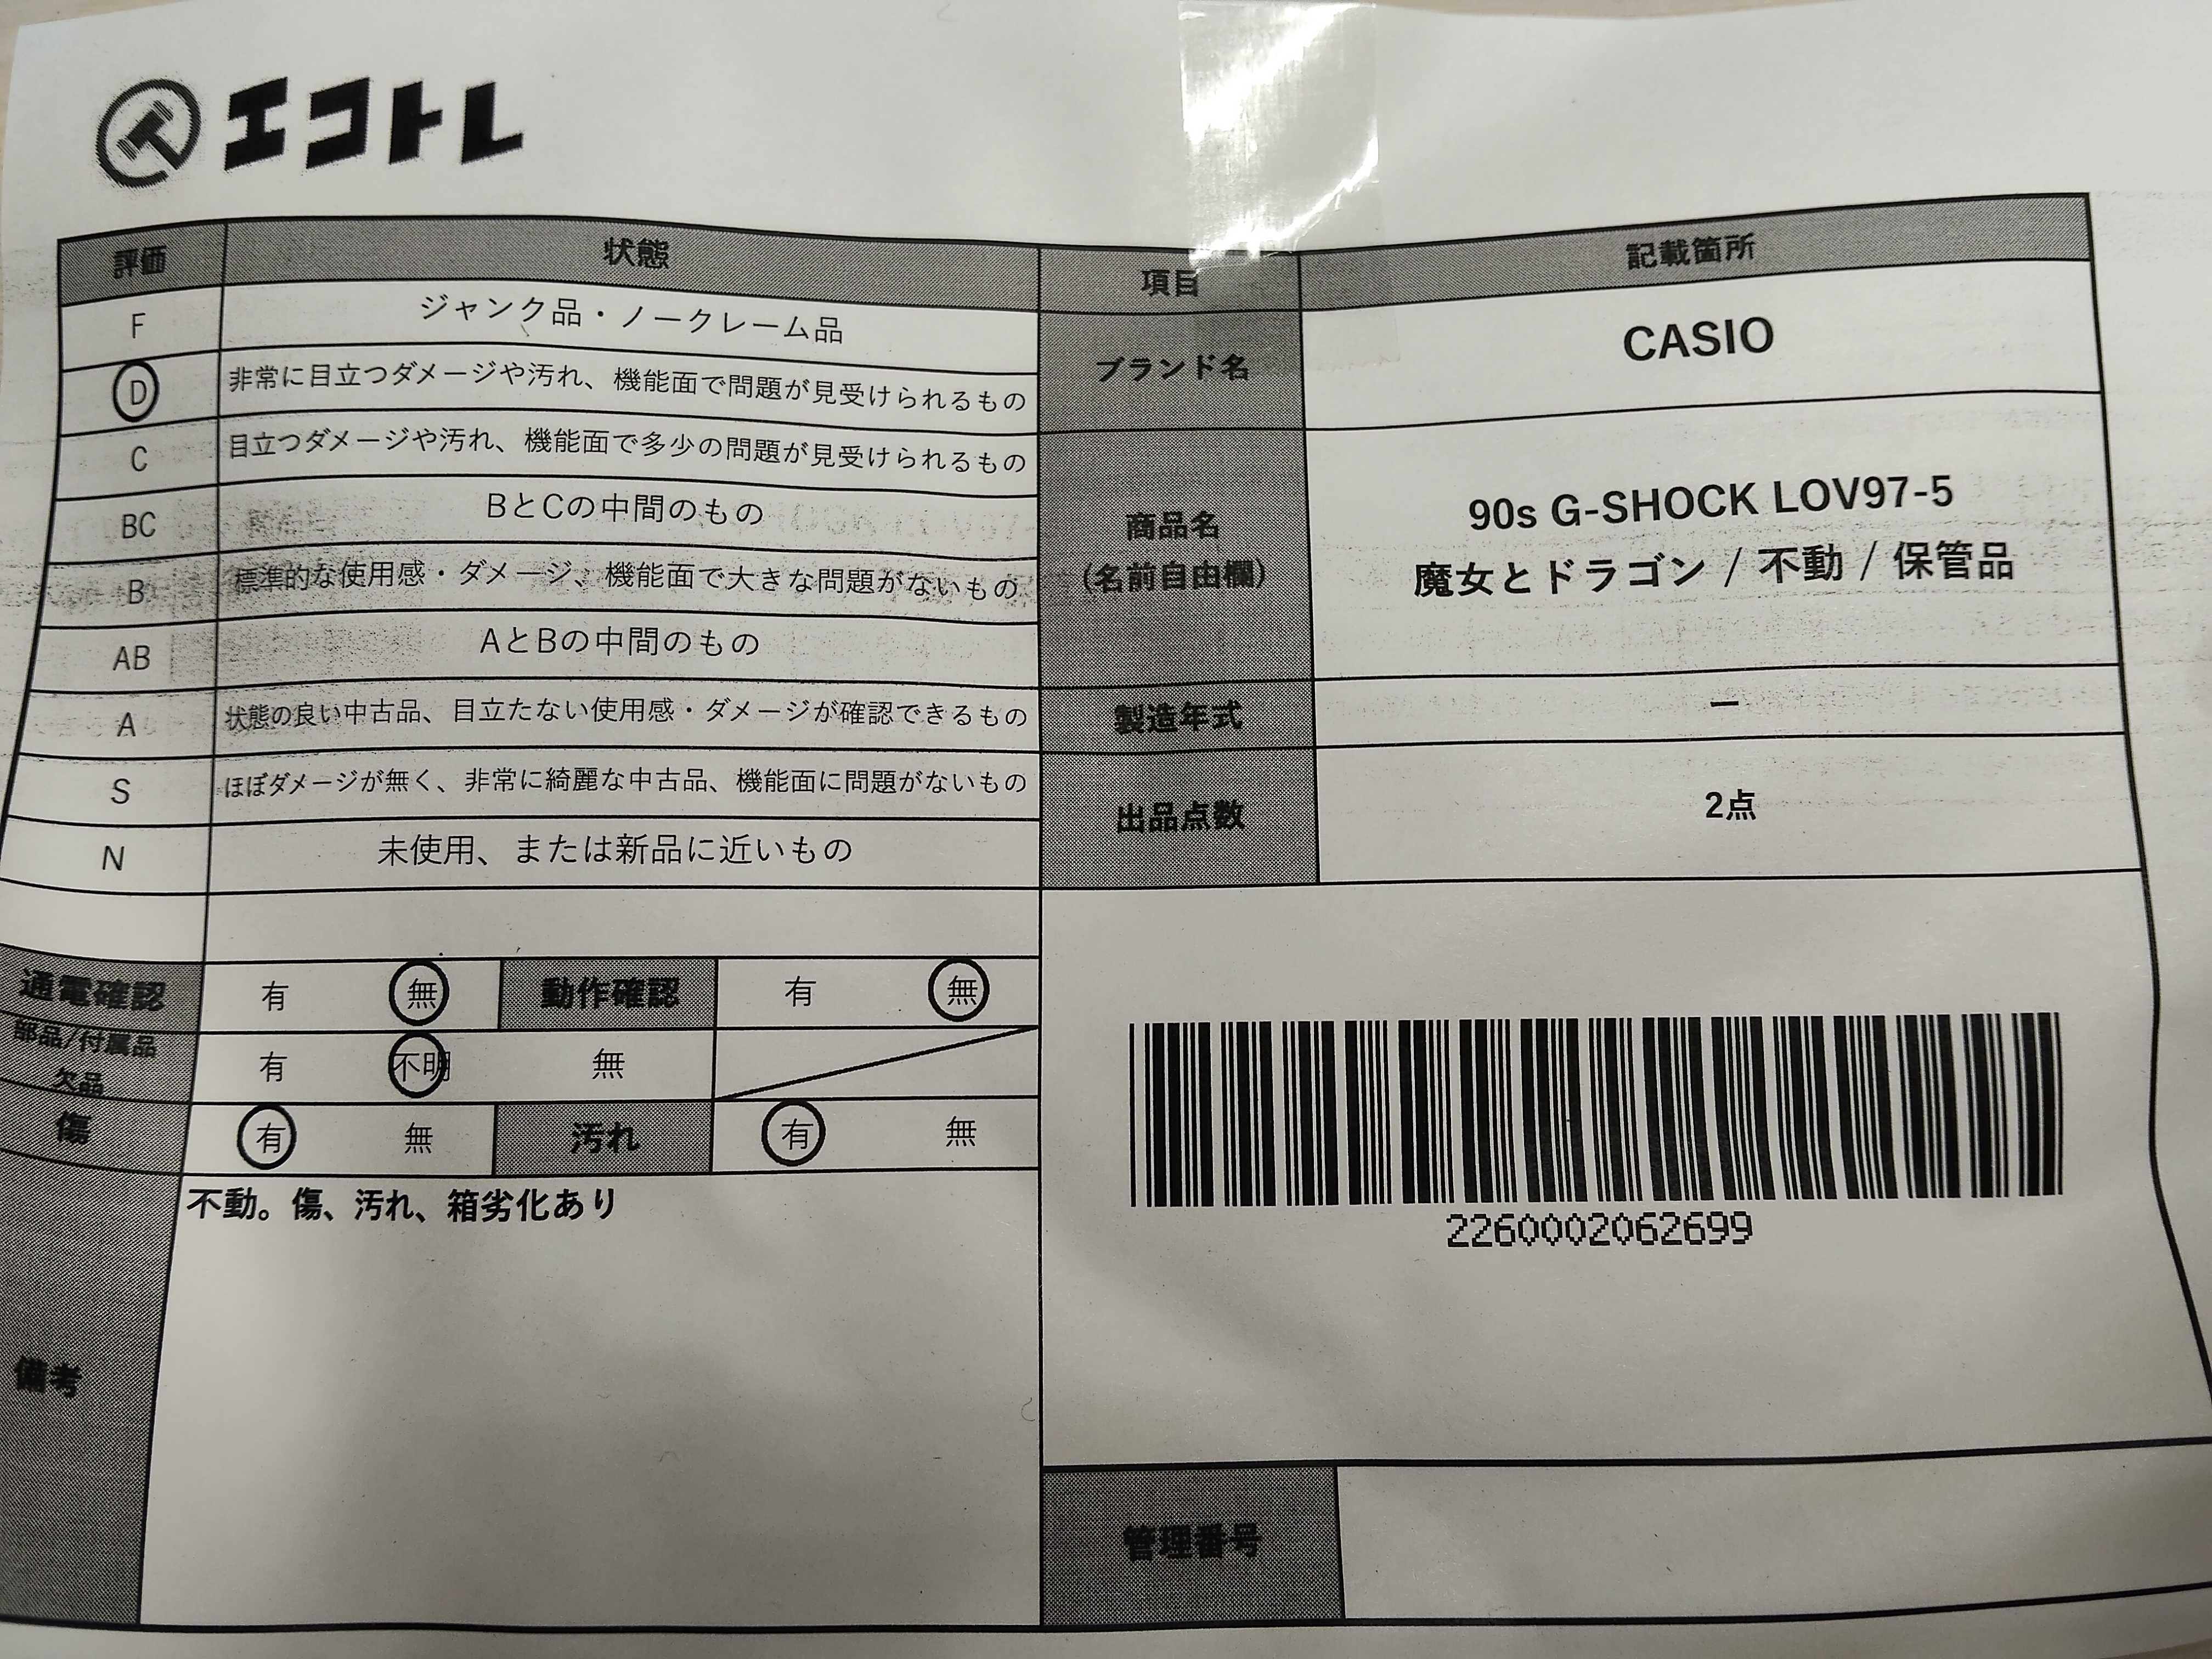 エコトレ
評価 状態
F ジャンク品・ノークレーム品
D 非常に目立つダメージや汚れ、機能面で問題が見受けられるもの
C 目立つダメージや汚れ、機能面で多少の問題が見受けられるもの
BC BとCの中間のもの
B 標準的な使用感・ダメージ、機能面で大きな問題がないもの
AB AとBの中間のもの
A 状態の良い中古品、目立たない使用感・ダメージが確認できるもの
S ほぼダメージが無く、非常に綺麗な中古品、機能面に問題がないもの
N 未使用、または新品に近いもの
通電確認 有 無 動作確認 有 無
部品/付属品
欠品 有 不明 無
傷 有 無 汚れ 有 無
備考 不動。傷、汚れ、箱劣化あり
項目 記載箇所
ブランド名 CASIO
商品名
(名前自由欄)
90s G-SHOCK LOV97-5
魔女とドラゴン / 不動 / 保管品
製造年式 ー
出品点数 2点
2260002062699
管理番号